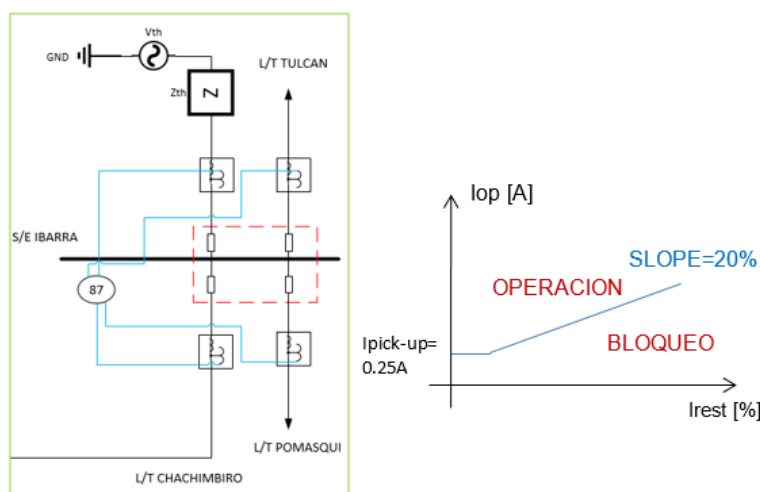 Vth
GND
Zth
Z
L/T TULCAN
S/E IBARRA
87
L/T POMASQUI
L/T CHACHIMBIRO
Iop [A]
SLOPE=20%
OPERACION
BLOQUEO
Ipick-up=
0.25A
Irest [%]